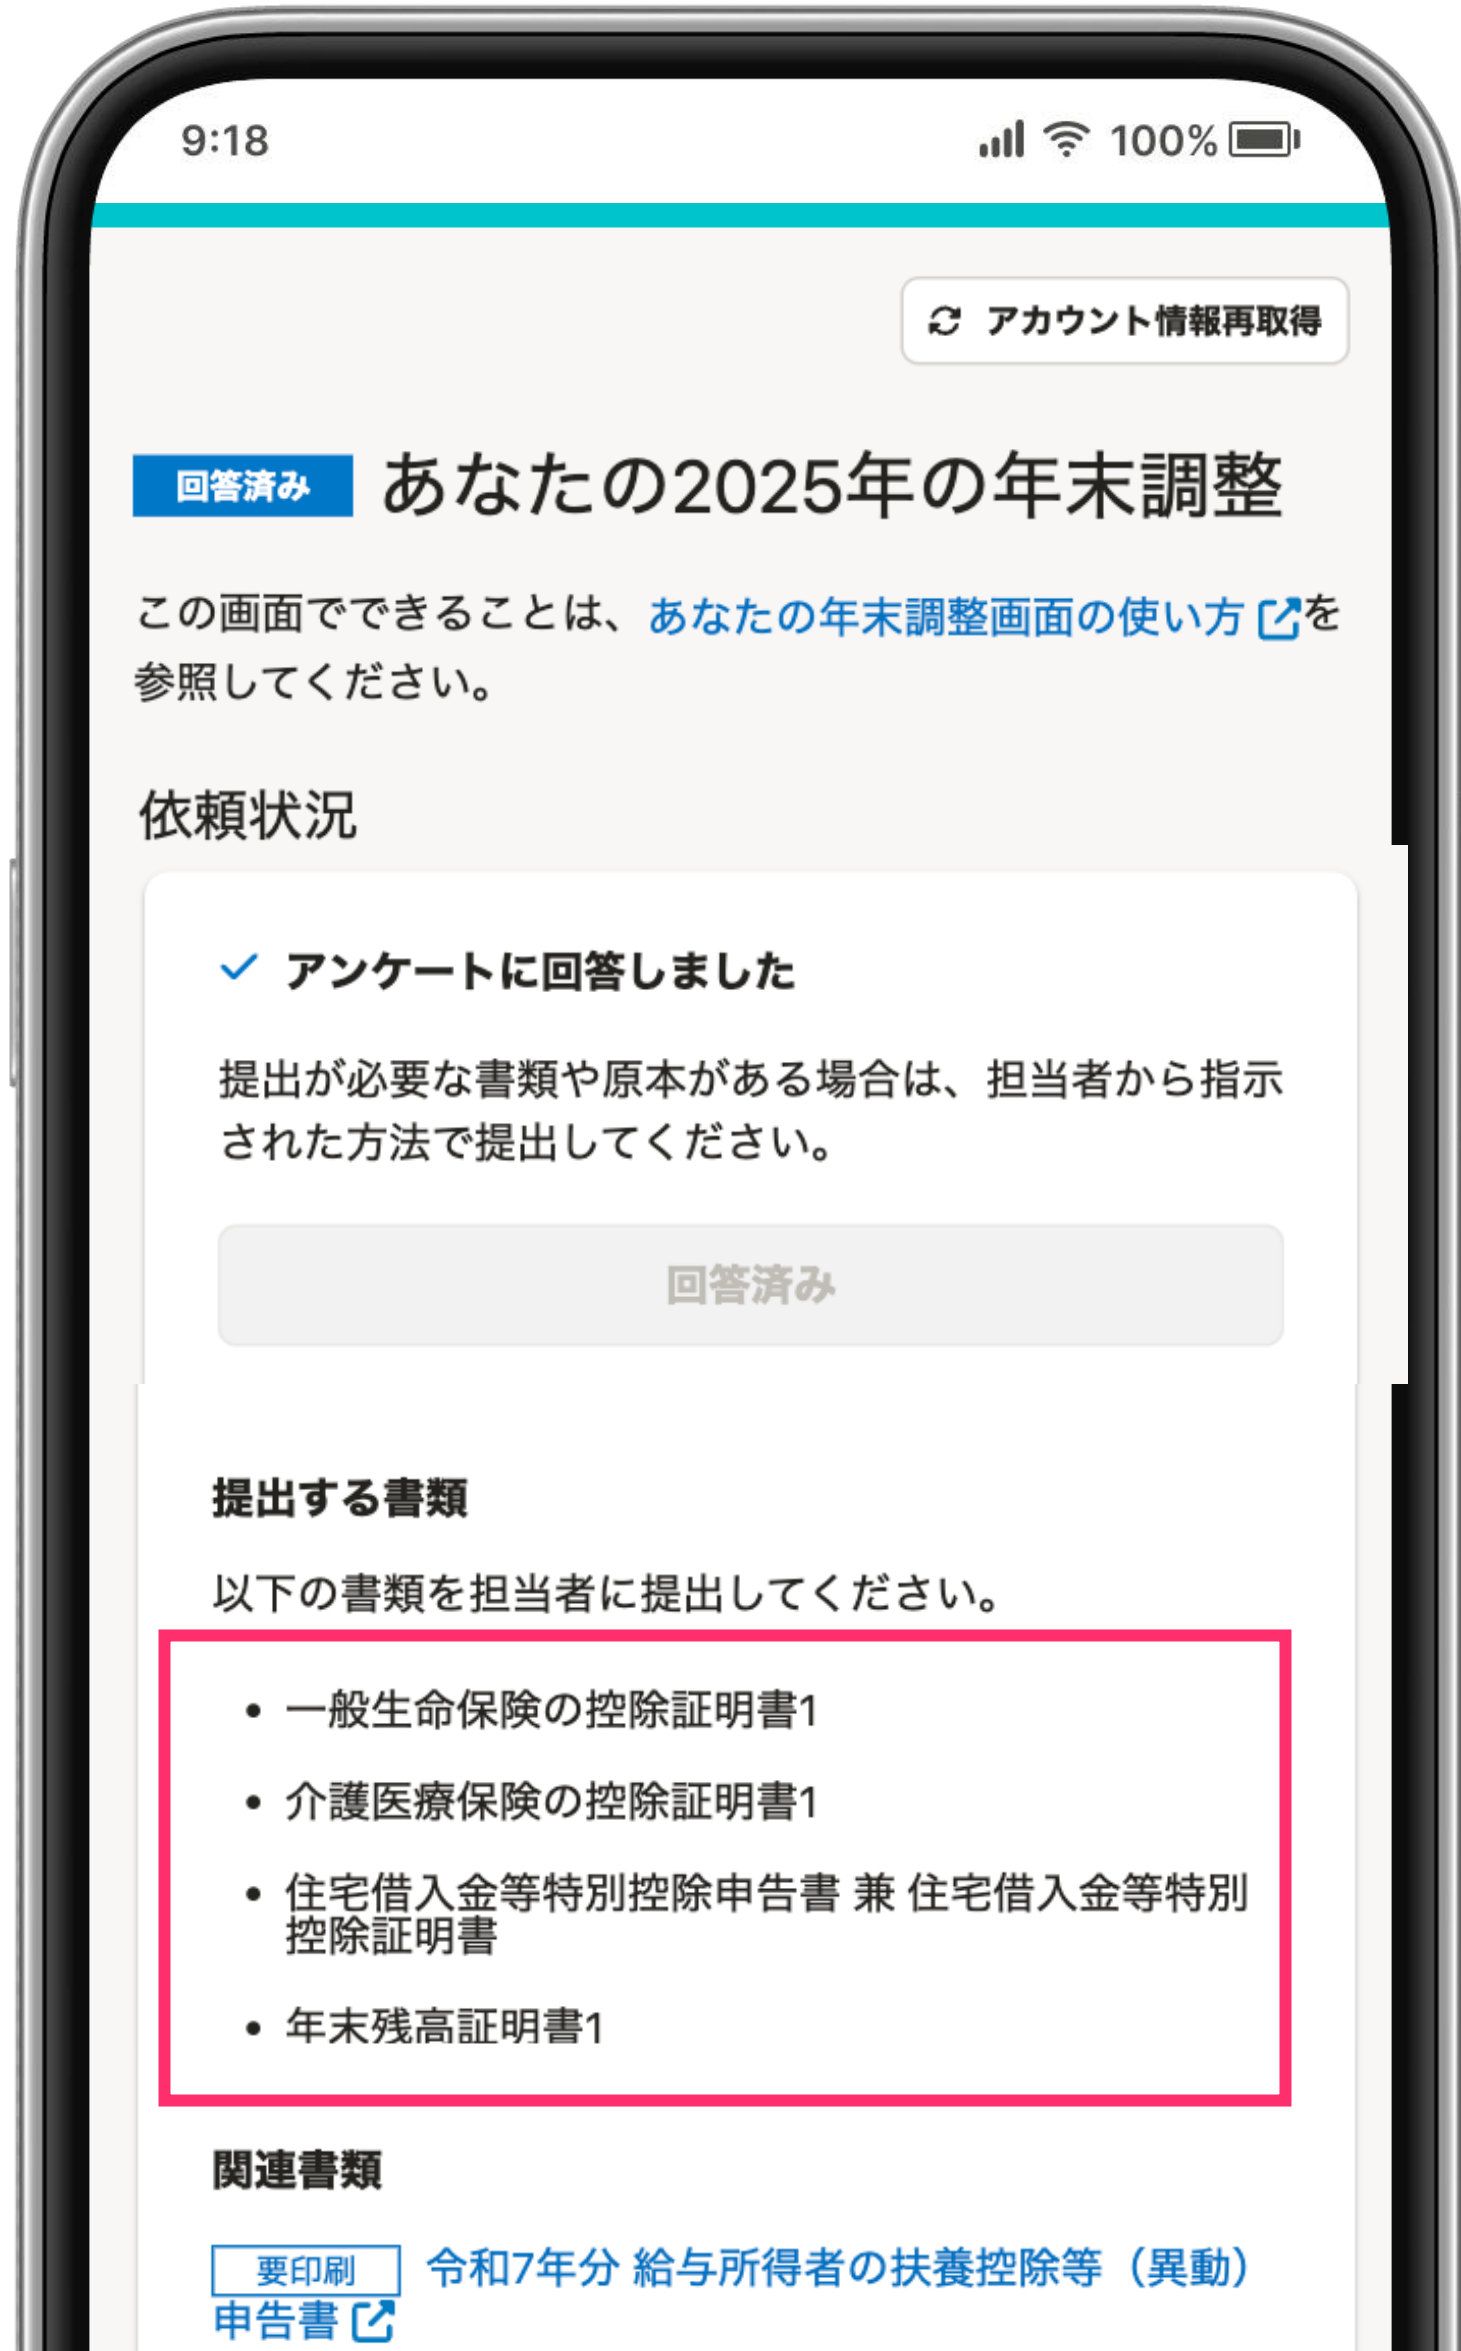 9:18
100%
アカウント情報再取得
回答済み あなたの2025年の年末調整
この画面でできることは、あなたの年末調整画面の使い方を
参照してください。
依頼状況
アンケートに回答しました
提出が必要な書類や原本がある場合は、担当者から指示
された方法で提出してください。
回答済み
提出する書類
以下の書類を担当者に提出してください。
• 一般生命保険の控除証明書1
• 介護医療保険の控除証明書1
• 住宅借入金等特別控除申告書 兼 住宅借入金等特別
控除証明書
• 年末残高証明書1
関連書類
要印刷 令和7年分 給与所得者の扶養控除等（異動）
申告書